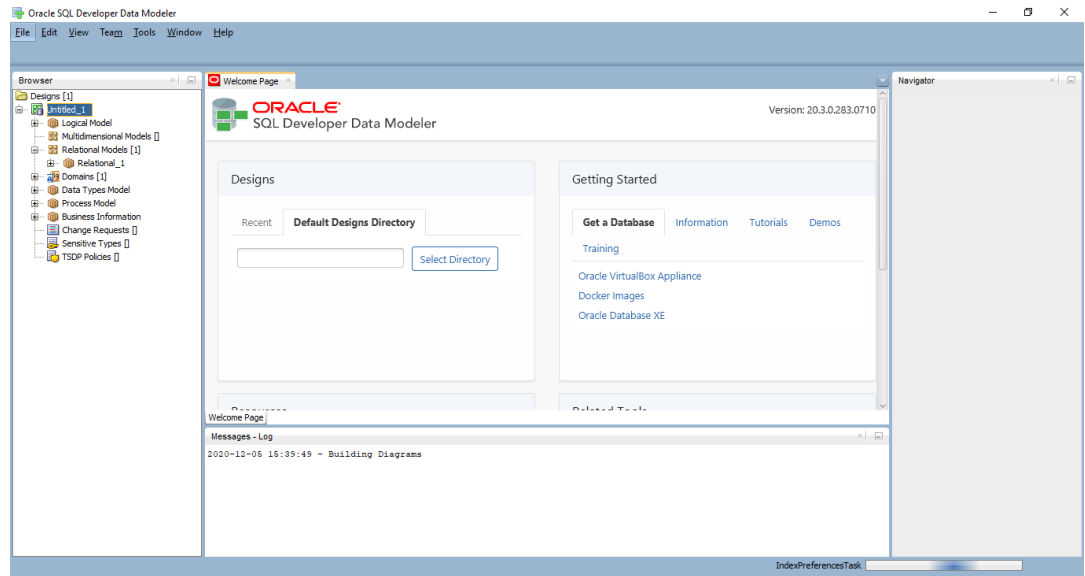 Oracle SQL Developer Data Modeler
File Edit View Team Tools Window Help
Browser
Designs [1]
Untitled_1
Logical Model
Multidimensional Models []
Relational Models [1]
Relational_1
Domains [1]
Data Types Model
Process Model
Business Information
Change Requests []
Sensitive Types []
TSDP Policies []
Welcome Page
ORACLE
SQL Developer Data Modeler
Version: 20.3.0.283.0710
Designs
Recent Default Designs Directory
Select Directory
Getting Started
Get a Database Information Tutorials Demos
Training
Oracle VirtualBox Appliance
Docker Images
Oracle Database XE
Resources
Related Tools
Welcome Page
Messages - Log
2020-12-05 15:39:49 - Building Diagrams
Navigator
IndexPreferencesTask